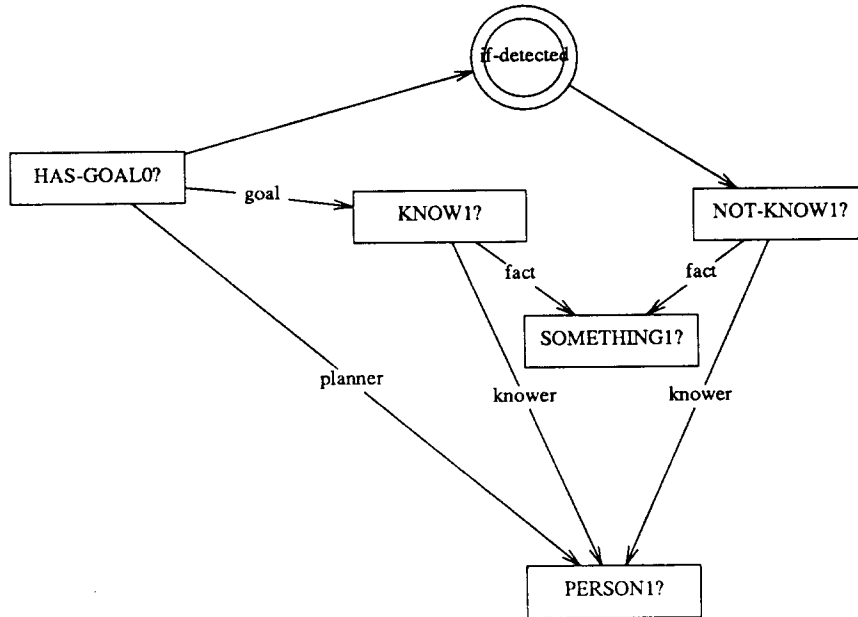 if-detected
HAS-GOAL0?
goal
KNOW1?
NOT-KNOW1?
fact
fact
SOMETHING1?
planner
knower
knower
PERSON1?